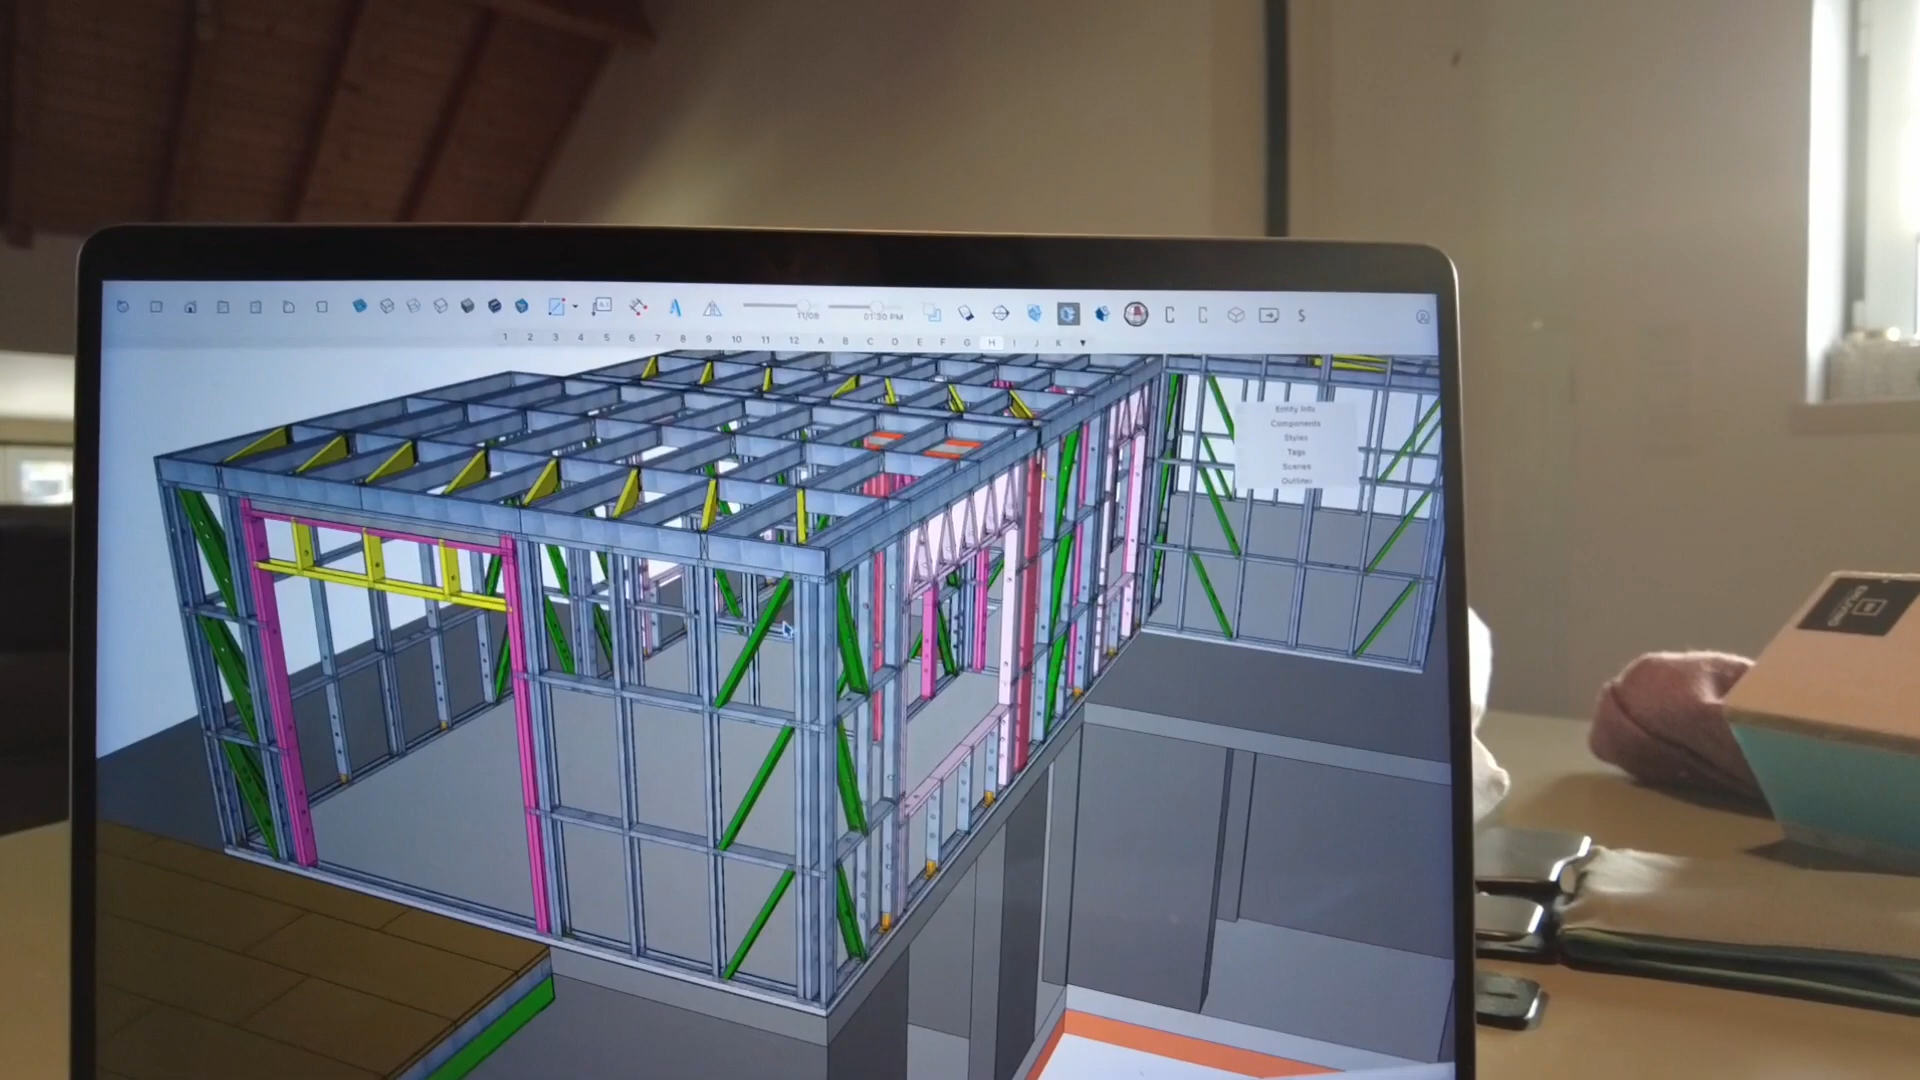 11/08 01:30 PM
1 2 3 4 5 6 7 8 9 10 11 12 A B C D E F G H I J K
Entity Info
Components
Styles
Tags
Scenes
Outliner